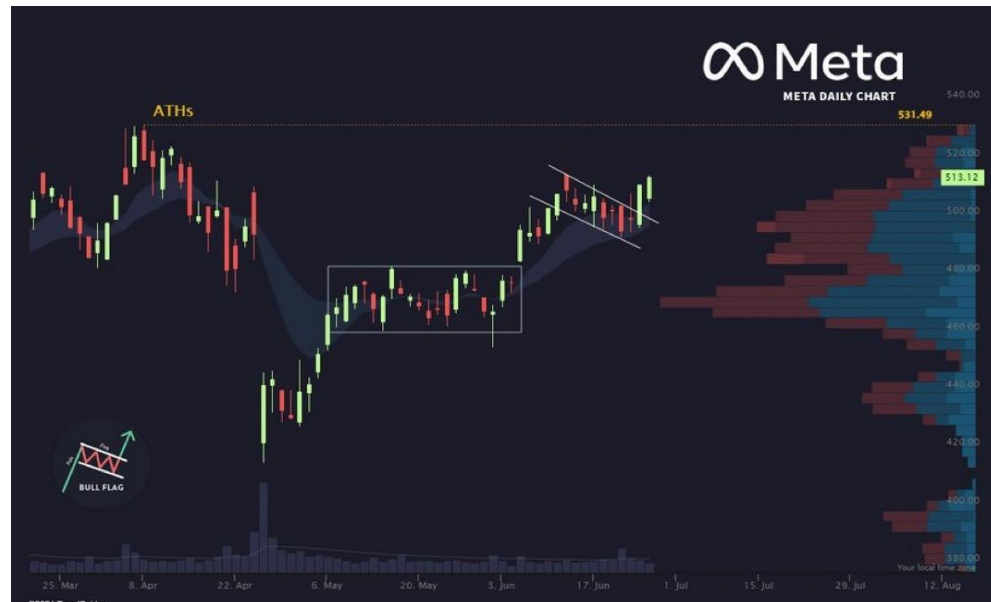 Meta
META DAILY CHART
540.00
ATHs
531.49
520.00
513.12
500.00
480.00
460.00
440.00
420.00
Flag
BULL FLAG
400.00
380.00
Your local time zone
25. Mar
8. Apr
22. Apr
6. May
20. May
3. Jun
17. Jun
1. Jul
15. Jul
29. Jul
12. Aug